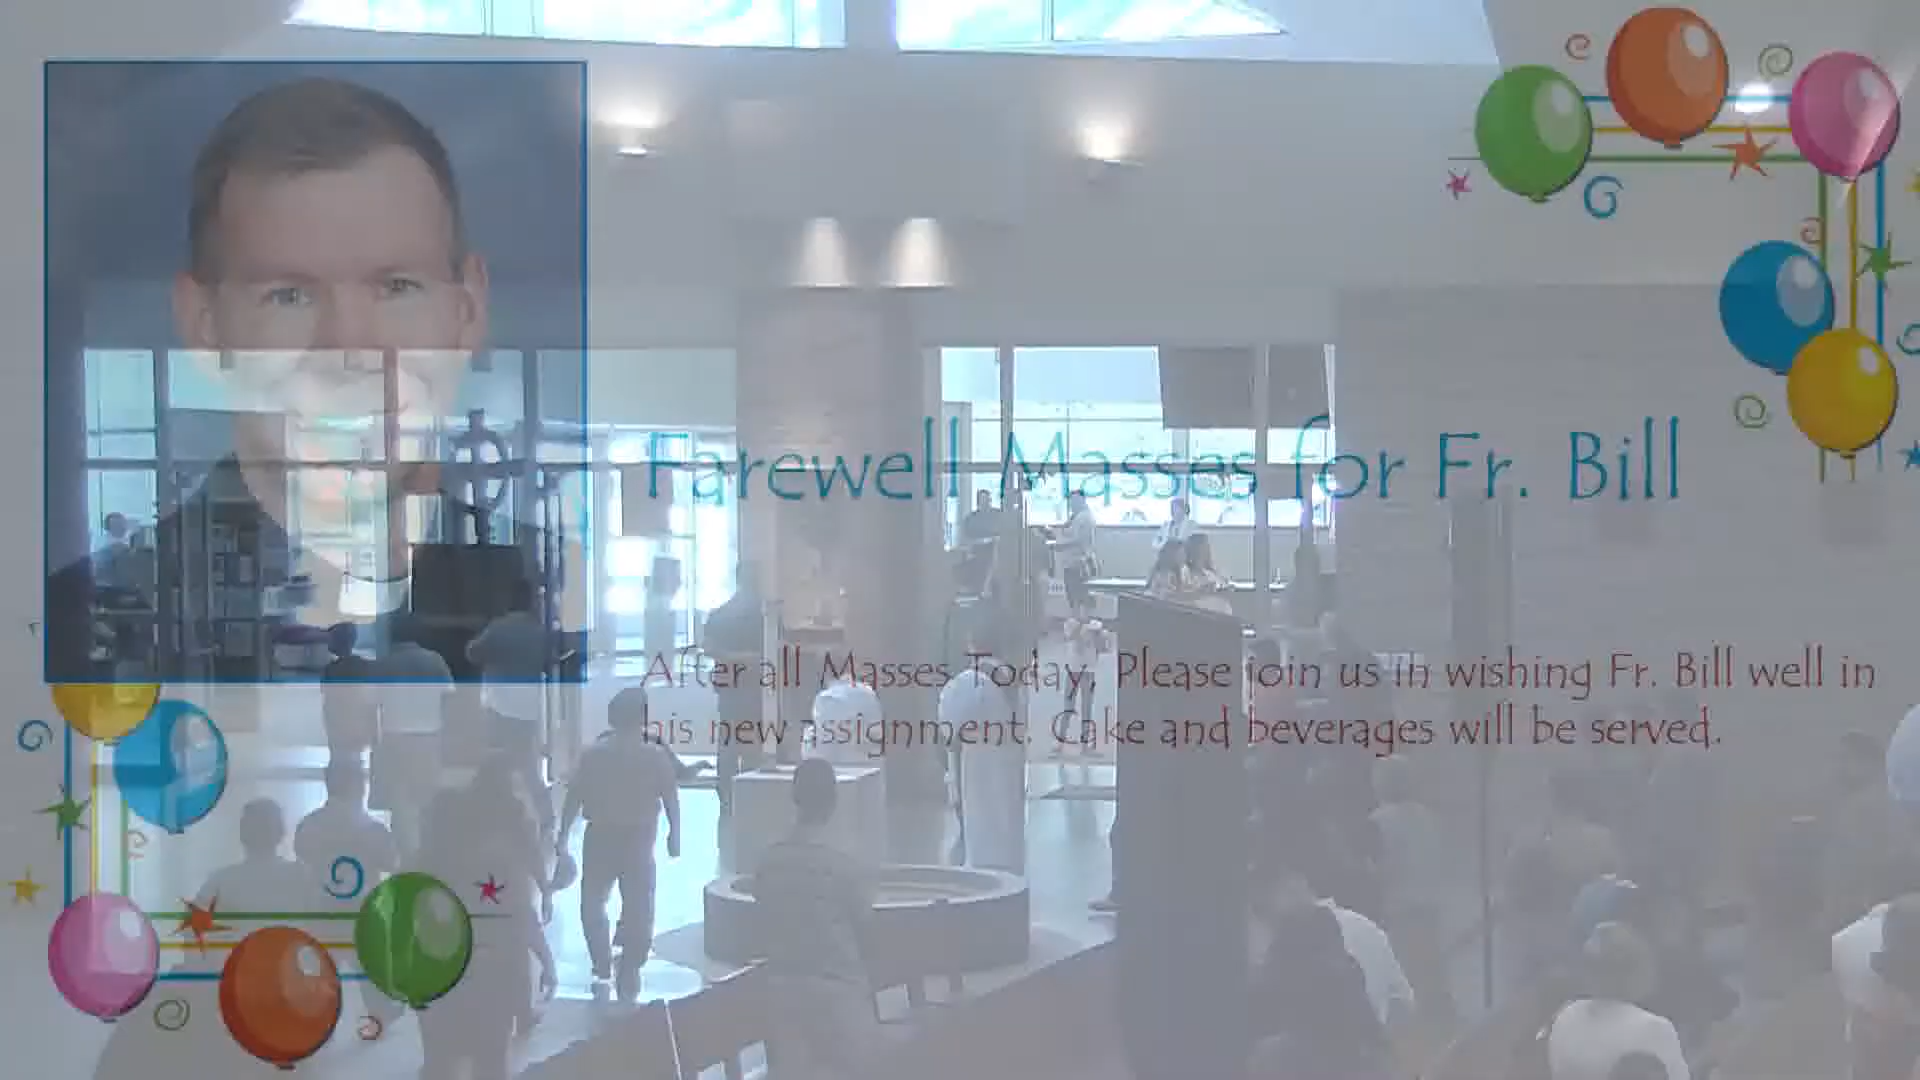 Farewell Masses for Fr. Bill
After all Masses Today, Please join us in wishing Fr. Bill well in
his new assignment. Cake and beverages will be served.